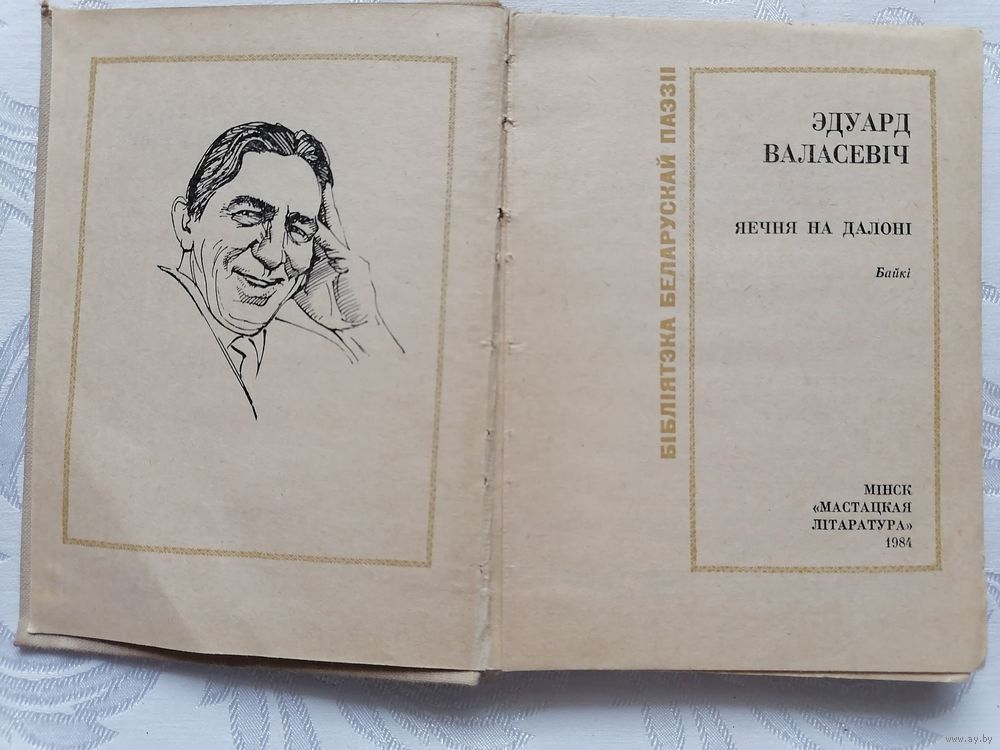 БІБЛІЯТЭКА БЕЛАРУСКАЙ ПАЭЗІІ
ЭДУАРД
ВАЛАСЕВІЧ
ЯЕЧНЯ НА ДАЛОНІ
Байкі
МІНСК
«МАСТАЦКАЯ
ЛІТАРАТУРА»
1984
www.ay.by